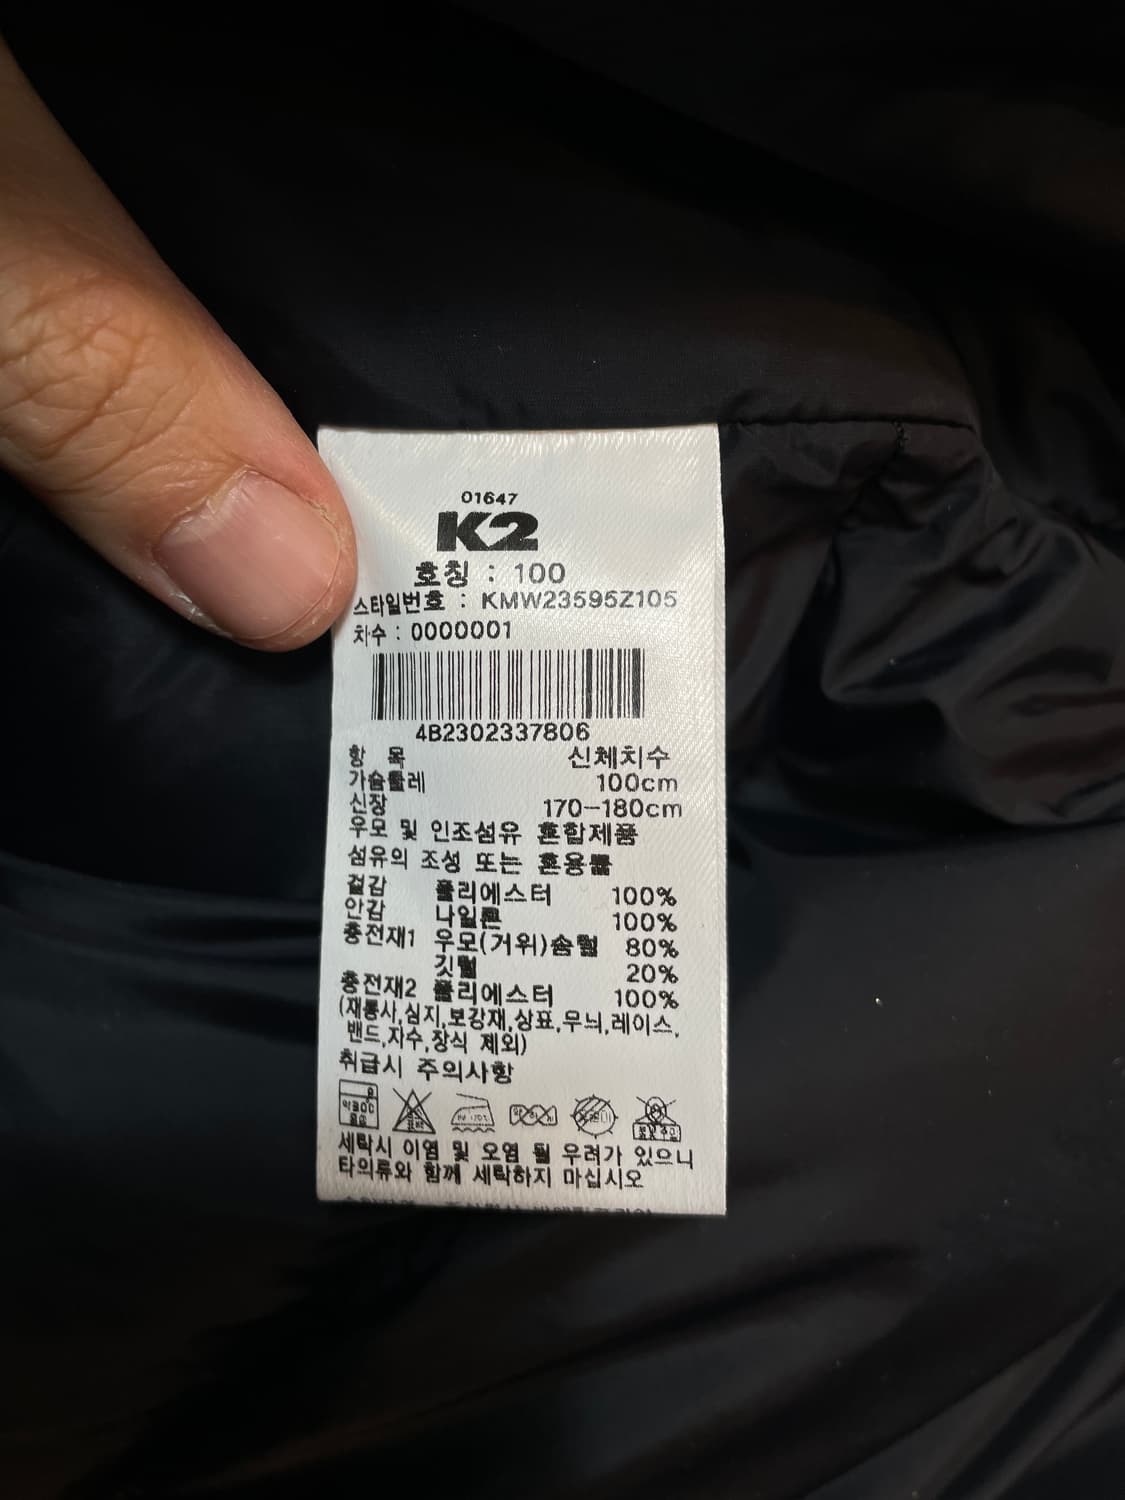 01647
K2
호칭 : 100
스타일번호 : KMW23595Z105
차수 : 0000001
4B2302337806
항 목 신체치수
가슴둘레 100cm
신장 170-180cm
우모 및 인조섬유 혼합제품
섬유의 조성 또는 혼용률
겉감 폴리에스터 100%
안감 나일론 100%
충전재1 우모(거위)솜털 80%
깃털 20%
충전재2 폴리에스터 100%
(재봉사,심지,보강재,상표,무늬,레이스,
밴드,자수,장식 제외)
취급시 주의사항
세탁시 이염 및 오염 될 우려가 있으니
타의류와 함께 세탁하지 마십시오